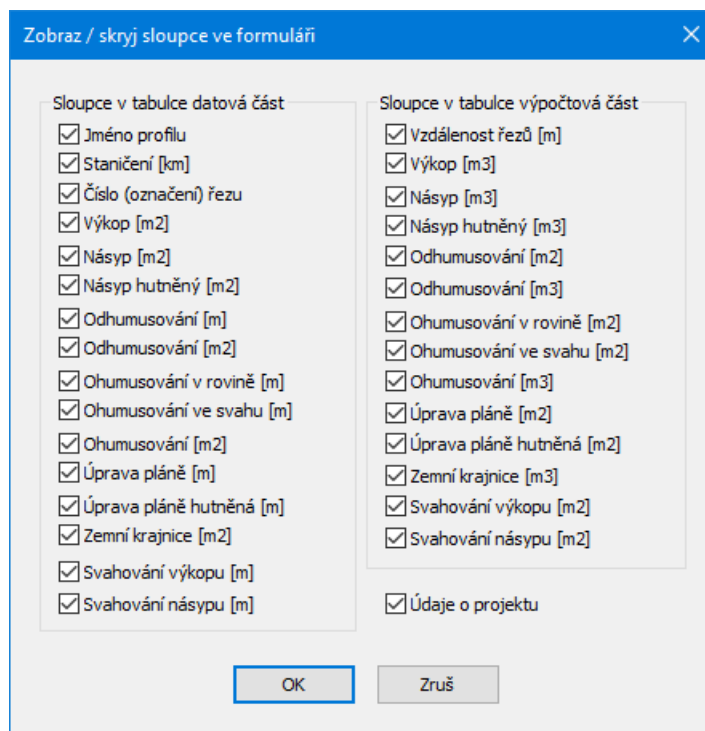 Zobraz / skryj sloupce ve formuláři
Sloupce v tabulce datová část
Jméno profilu
Staničení [km]
Číslo (označení) řezu
Výkop [m2]
Násyp [m2]
Násyp hutněný [m2]
Odhumusování [m]
Odhumusování [m2]
Ohumusování v rovině [m]
Ohumusování ve svahu [m]
Ohumusování [m2]
Úprava pláně [m]
Úprava pláně hutněná [m]
Zemní krajnice [m2]
Svahování výkopu [m]
Svahování násypu [m]
Sloupce v tabulce výpočtová část
Vzdálenost řezů [m]
Výkop [m3]
Násyp [m3]
Násyp hutněný [m3]
Odhumusování [m2]
Odhumusování [m3]
Ohumusování v rovině [m2]
Ohumusování ve svahu [m2]
Ohumusování [m3]
Úprava pláně [m2]
Úprava pláně hutněná [m2]
Zemní krajnice [m3]
Svahování výkopu [m2]
Svahování násypu [m2]
Údaje o projektu
OK
Zruš